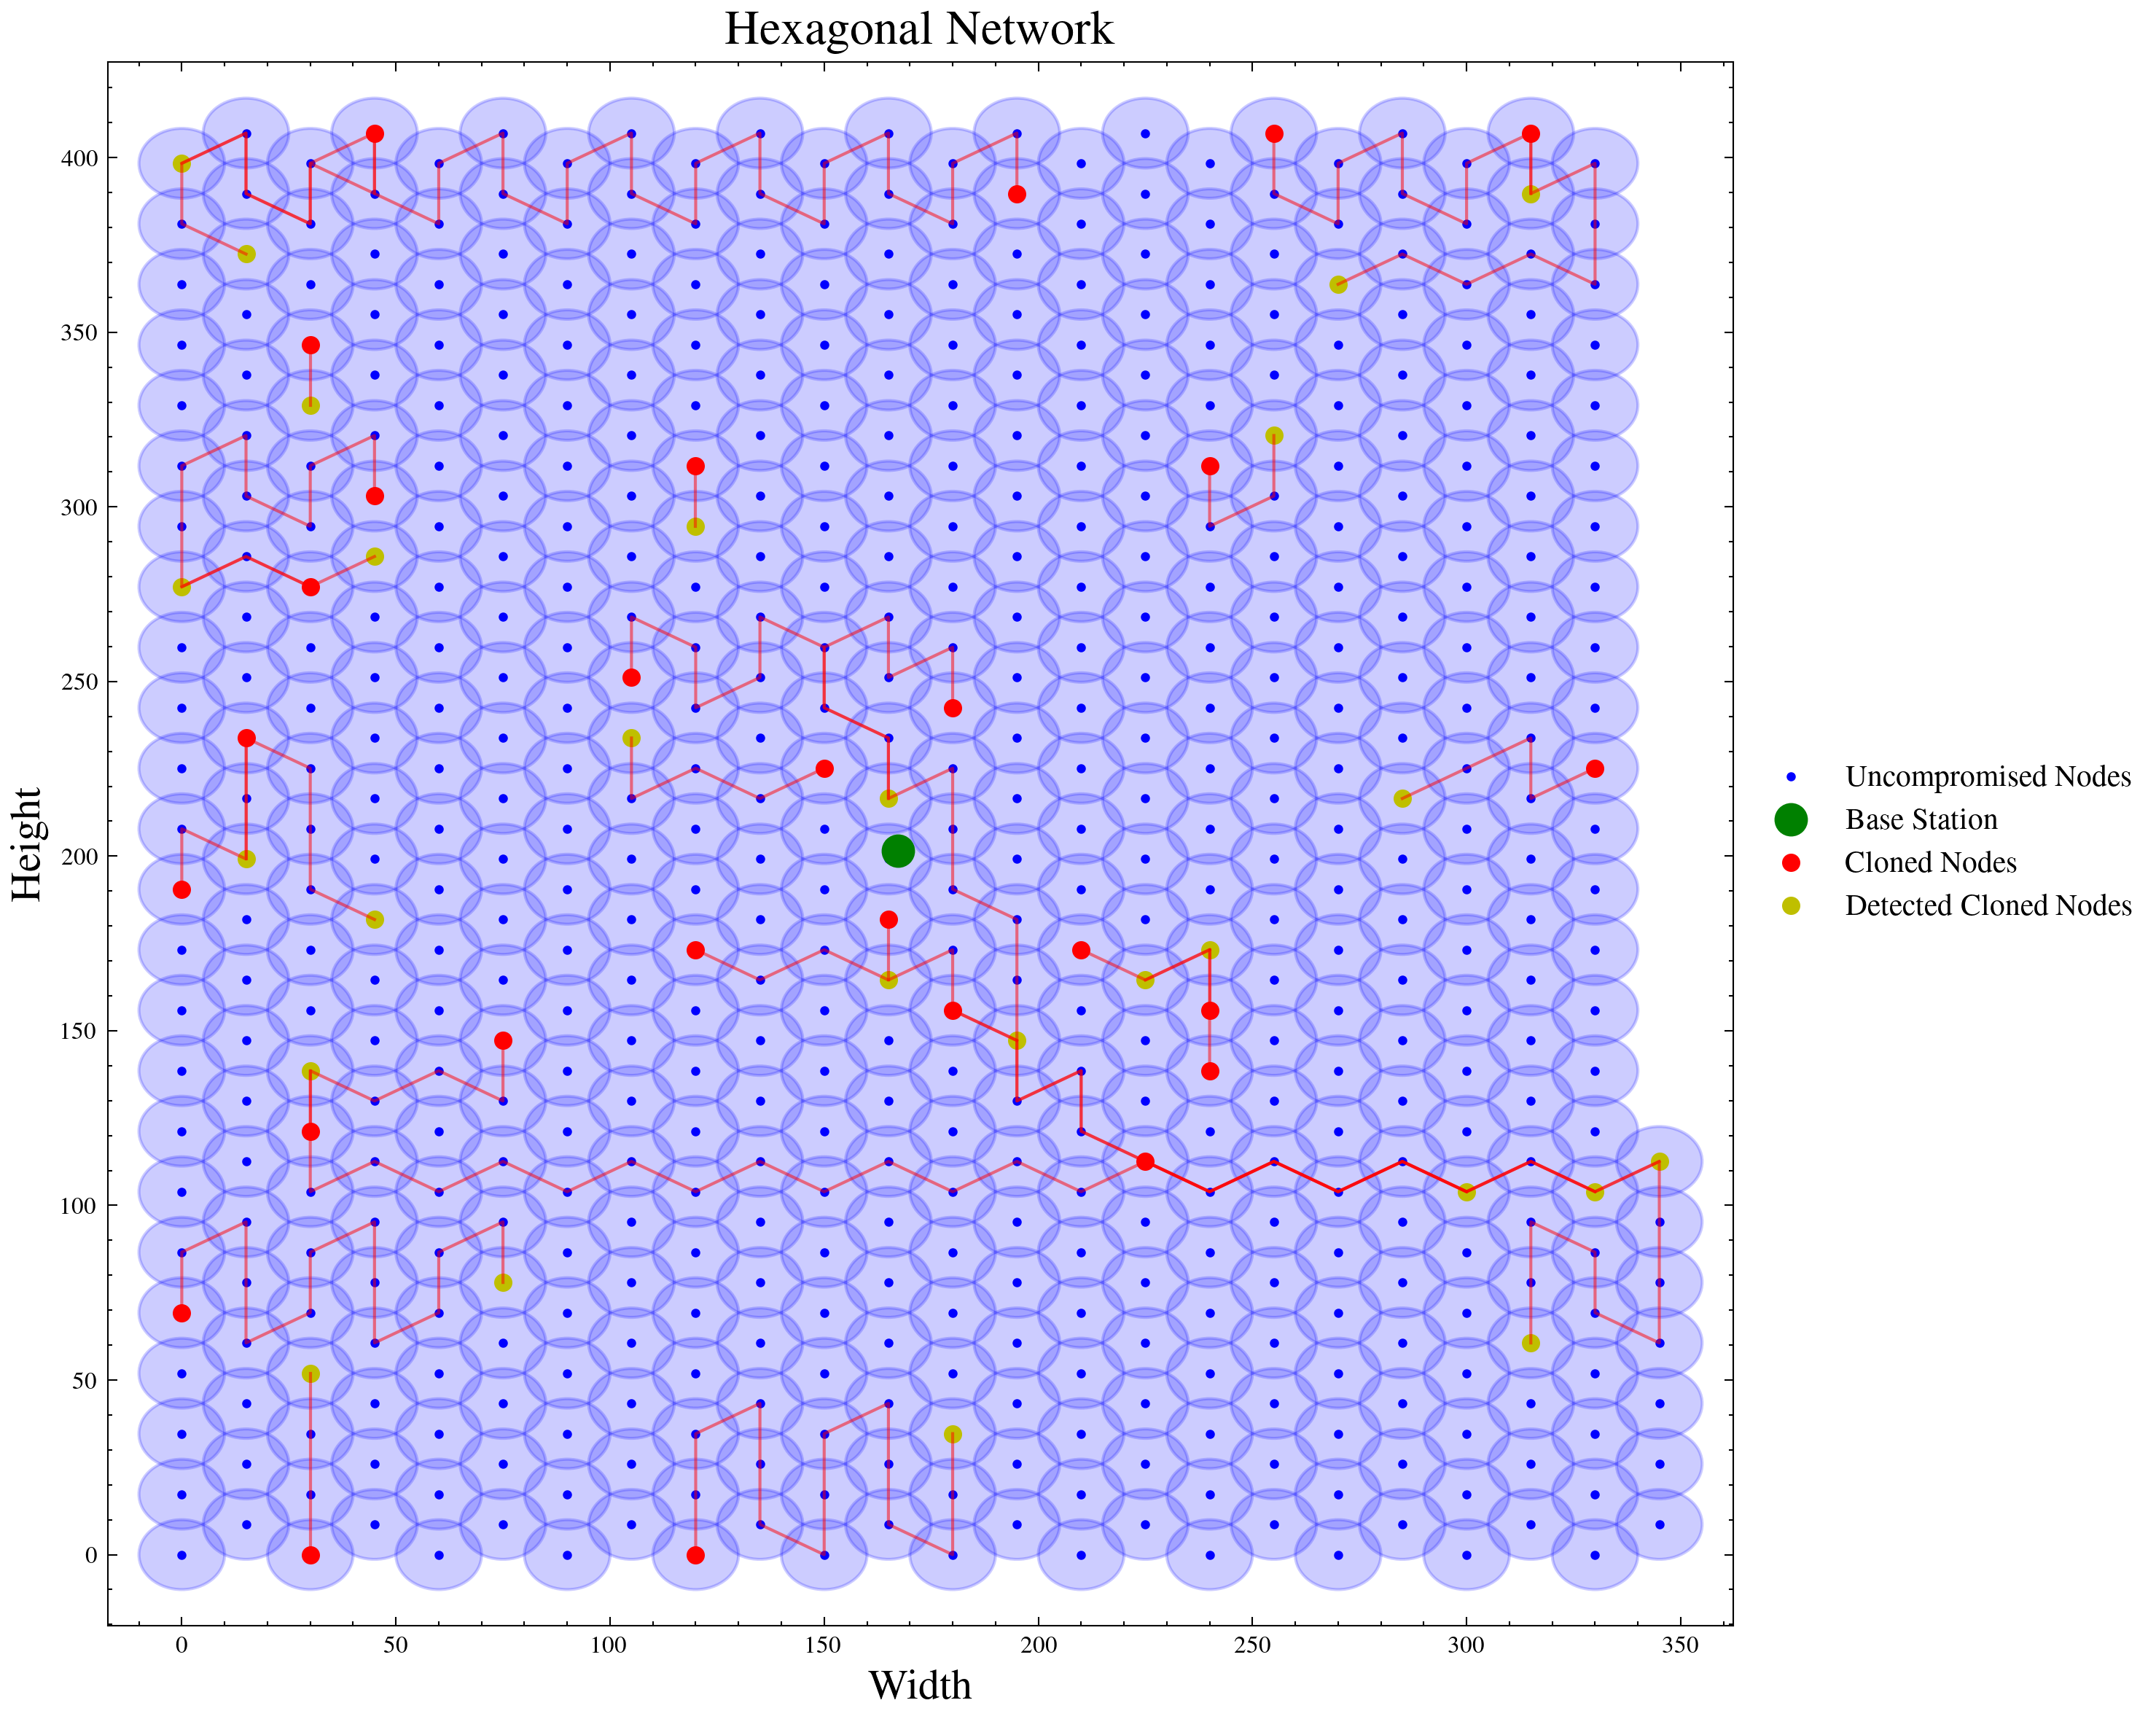 Hexagonal Network
400
350
300
250
200
150
100
50
0
Height
0 50 100 150 200 250 300 350
Width
Uncompromised Nodes
Base Station
Cloned Nodes
Detected Cloned Nodes